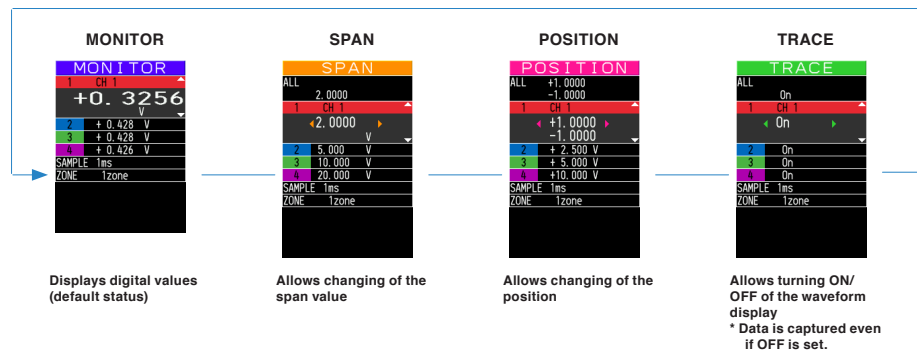 MONITOR
MONITOR
1 CH 1
+0. 3256
V
2 + 0.428 V
3 + 0.428 V
4 + 0.426 V
SAMPLE 1ms
ZONE 1zone
Displays digital values
(default status)
SPAN
SPAN
ALL
2.0000
1 CH 1
2.0000
V
2 5.000 V
3 10.000 V
4 20.000 V
SAMPLE 1ms
ZONE 1zone
Allows changing of the
span value
POSITION
POSITION
ALL +1.0000
-1.0000
1 CH 1
+1.0000
-1.0000
2 + 2.500 V
3 + 5.000 V
4 +10.000 V
SAMPLE 1ms
ZONE 1zone
Allows changing of the
position
TRACE
TRACE
ALL
On
1 CH 1
On
2 On
3 On
4 On
SAMPLE 1ms
ZONE 1zone
Allows turning ON/
OFF of the waveform
display
* Data is captured even
if OFF is set.